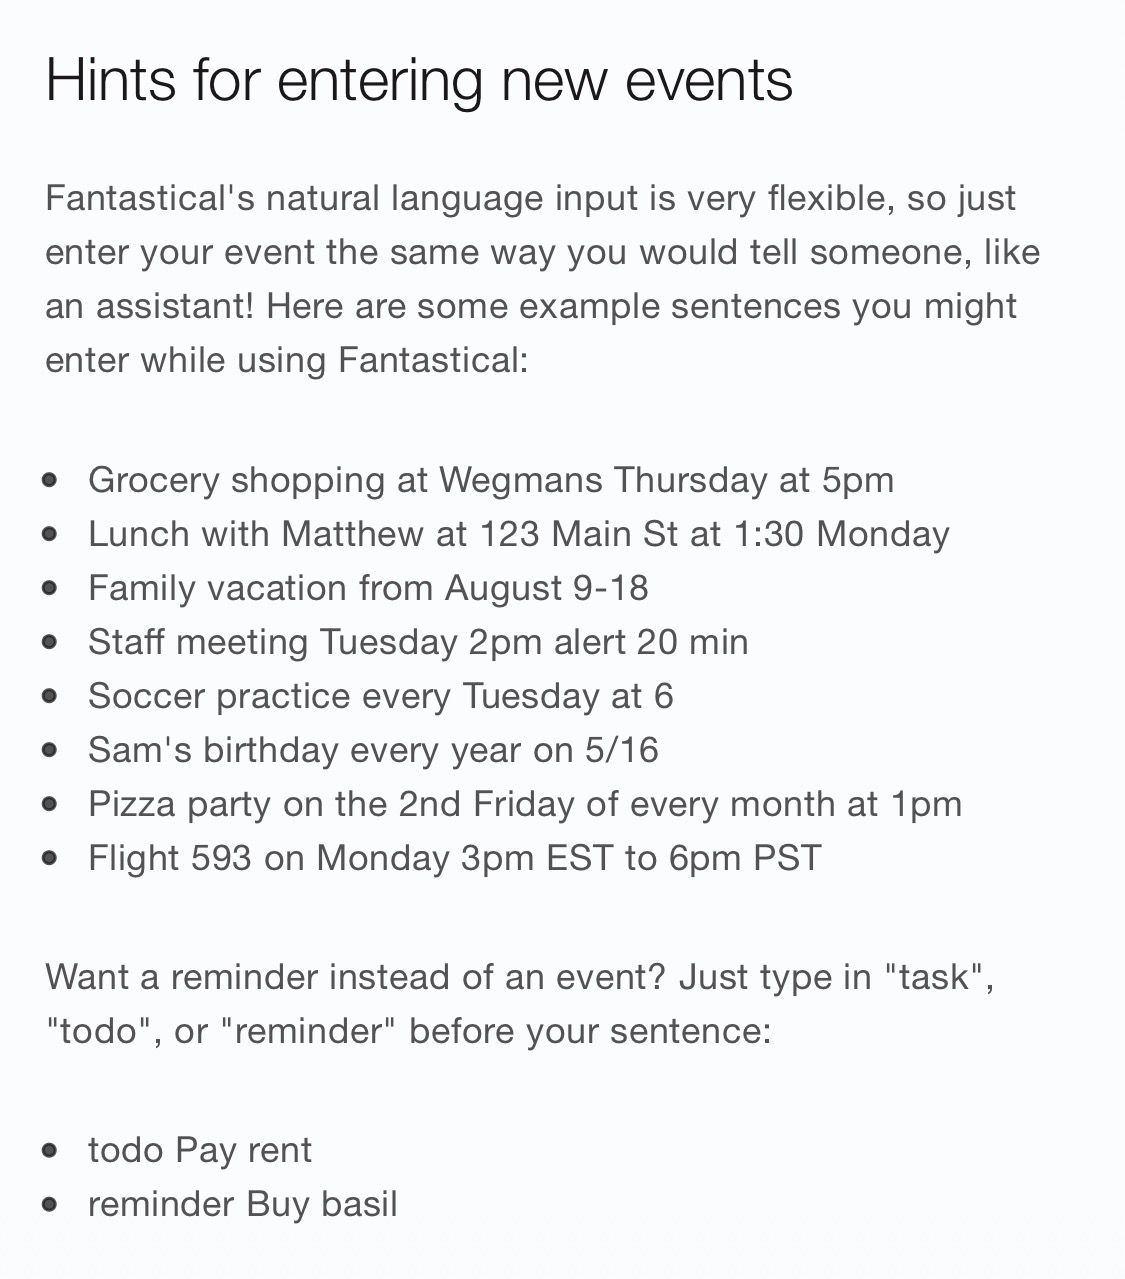 Hints for entering new events
Fantastical's natural language input is very flexible, so just
enter your event the same way you would tell someone, like
an assistant! Here are some example sentences you might
enter while using Fantastical:
• Grocery shopping at Wegmans Thursday at 5pm
• Lunch with Matthew at 123 Main St at 1:30 Monday
• Family vacation from August 9-18
• Staff meeting Tuesday 2pm alert 20 min
• Soccer practice every Tuesday at 6
• Sam's birthday every year on 5/16
• Pizza party on the 2nd Friday of every month at 1pm
• Flight 593 on Monday 3pm EST to 6pm PST
Want a reminder instead of an event? Just type in "task",
"todo", or "reminder" before your sentence:
• todo Pay rent
• reminder Buy basil